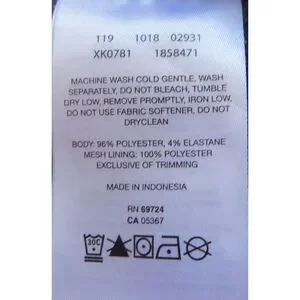 119 1018 02931
XK0781 1858471
MACHINE WASH COLD GENTLE, WASH
SEPARATELY, DO NOT BLEACH, TUMBLE
DRY LOW, REMOVE PROMPTLY, IRON LOW,
DO NOT USE FABRIC SOFTENER, DO NOT
DRYCLEAN
BODY: 96% POLYESTER, 4% ELASTANE
MESH LINING: 100% POLYESTER
EXCLUSIVE OF TRIMMING
MADE IN INDONESIA
RN 69724
CA 05367
30C